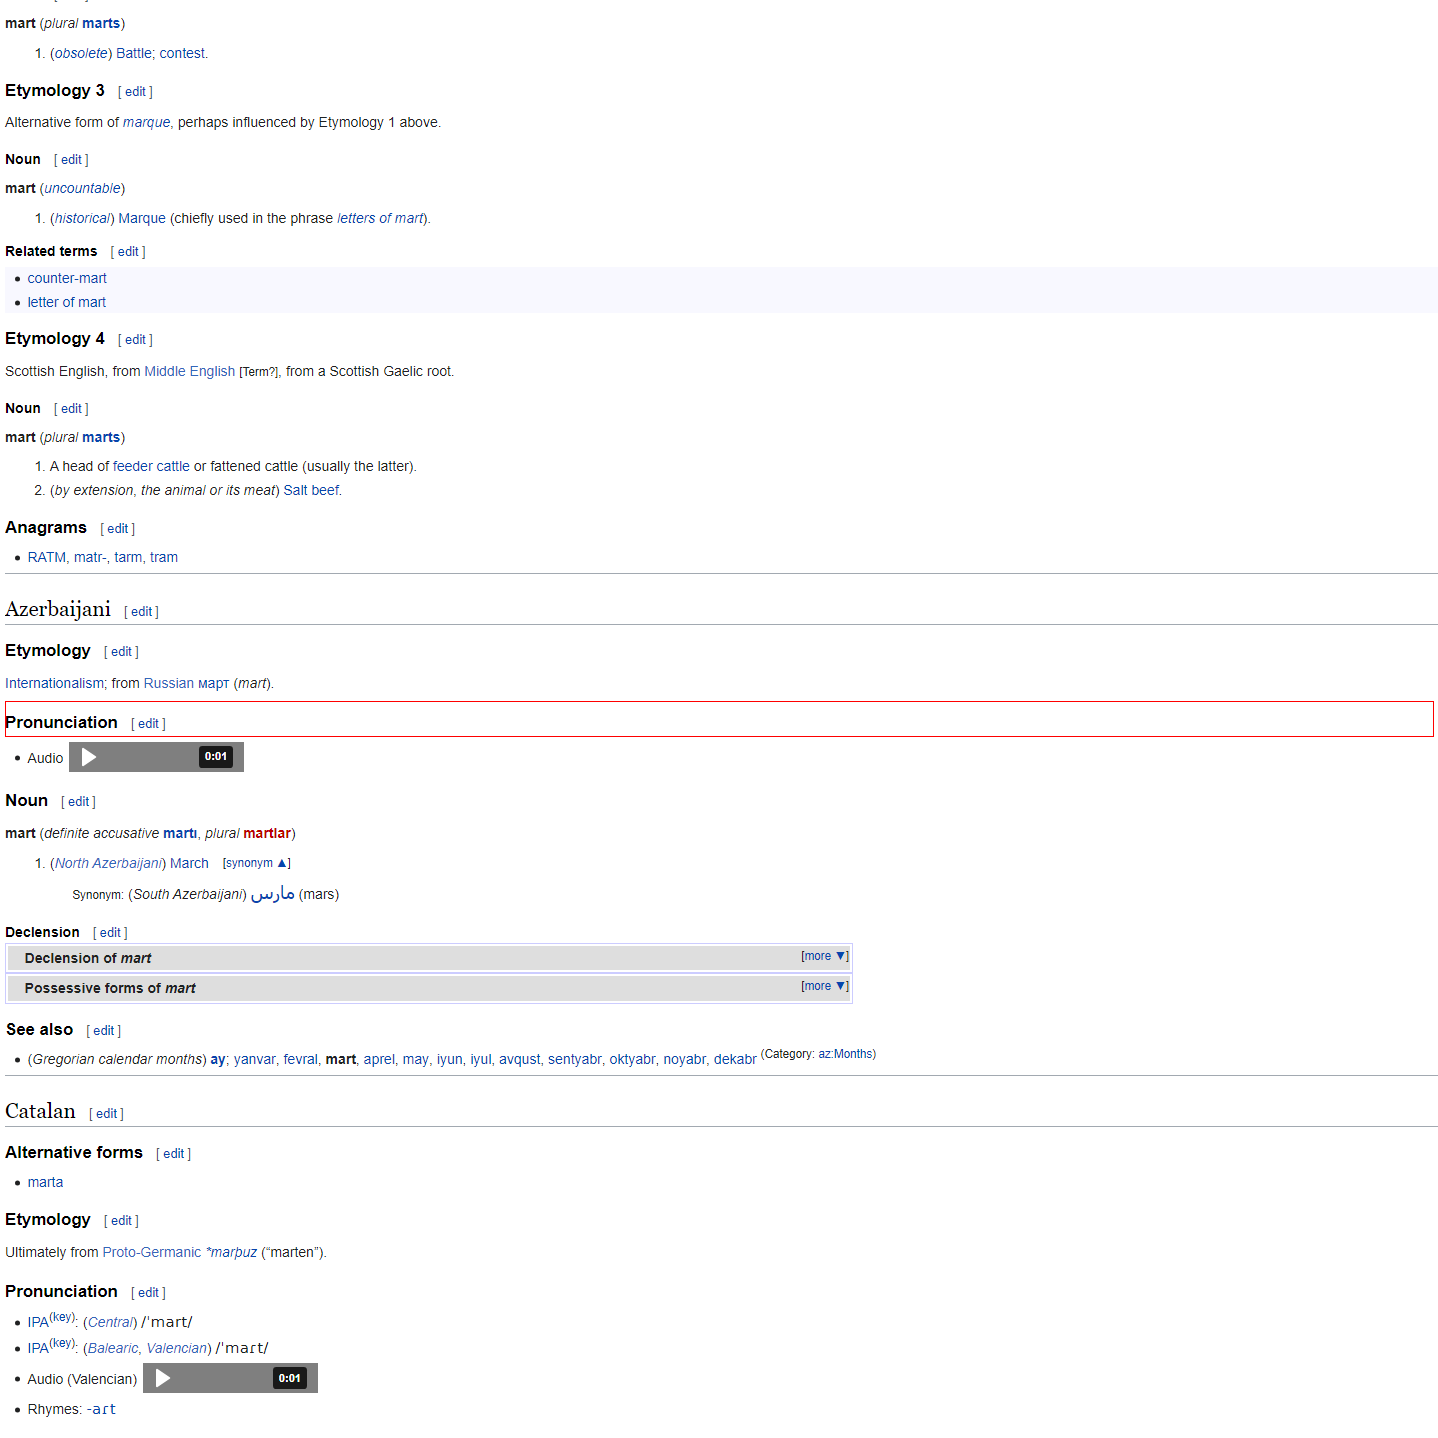 mart (plural marts)
1. (obsolete) Battle; contest.
Etymology 3 [ edit ]
Alternative form of marque, perhaps influenced by Etymology 1 above.
Noun [ edit ]
mart (uncountable)
1. (historical) Marque (chiefly used in the phrase letters of mart).
Related terms [ edit ]
• counter-mart
• letter of mart
Etymology 4 [ edit ]
Scottish English, from Middle English [Term?], from a Scottish Gaelic root.
Noun [ edit ]
mart (plural marts)
1. A head of feeder cattle or fattened cattle (usually the latter).
2. (by extension, the animal or its meat) Salt beef.
Anagrams [ edit ]
• RATM, matr-, tarm, tram
Azerbaijani [ edit ]
Etymology [ edit ]
Internationalism; from Russian март (mart).
Pronunciation [ edit ]
• Audio 0:01
Noun [ edit ]
mart (definite accusative martı, plural martlar)
1. (North Azerbaijani) March [synonym ▲]
Synonym: (South Azerbaijani) مارس (mars)
Declension [ edit ]
Declension of mart [more ▼]
Possessive forms of mart [more ▼]
See also [ edit ]
• (Gregorian calendar months) ay; yanvar, fevral, mart, aprel, may, iyun, iyul, avqust, sentyabr, oktyabr, noyabr, dekabr (Category: az:Months)
Catalan [ edit ]
Alternative forms [ edit ]
• marta
Etymology [ edit ]
Ultimately from Proto-Germanic *marþuz (“marten”).
Pronunciation [ edit ]
• IPA(key): (Central) /ˈmart/
• IPA(key): (Balearic, Valencian) /ˈmaɾt/
• Audio (Valencian) 0:01
• Rhymes: -aɾt